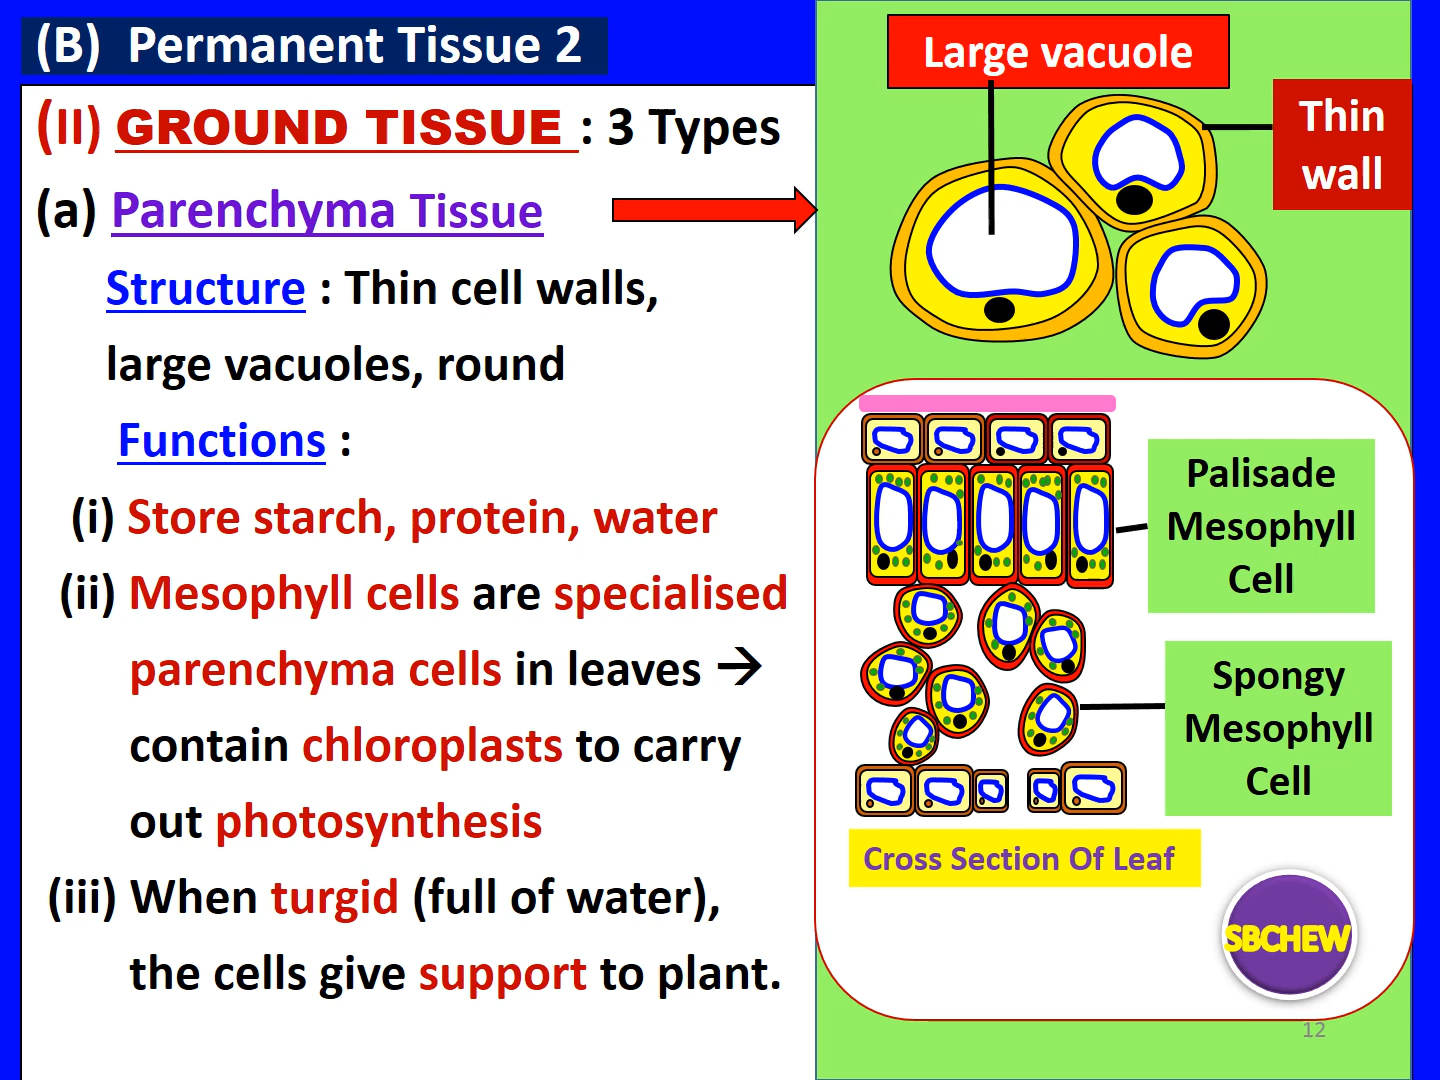 (B) Permanent Tissue 2
(II) GROUND TISSUE : 3 Types
(a) Parenchyma Tissue
Structure : Thin cell walls,
large vacuoles, round
Functions :
(i) Store starch, protein, water
(ii) Mesophyll cells are specialised
parenchyma cells in leaves →
contain chloroplasts to carry
out photosynthesis
(iii) When turgid (full of water),
the cells give support to plant.
Large vacuole
Thin
wall
Palisade
Mesophyll
Cell
Spongy
Mesophyll
Cell
Cross Section Of Leaf
SBCHEW
12